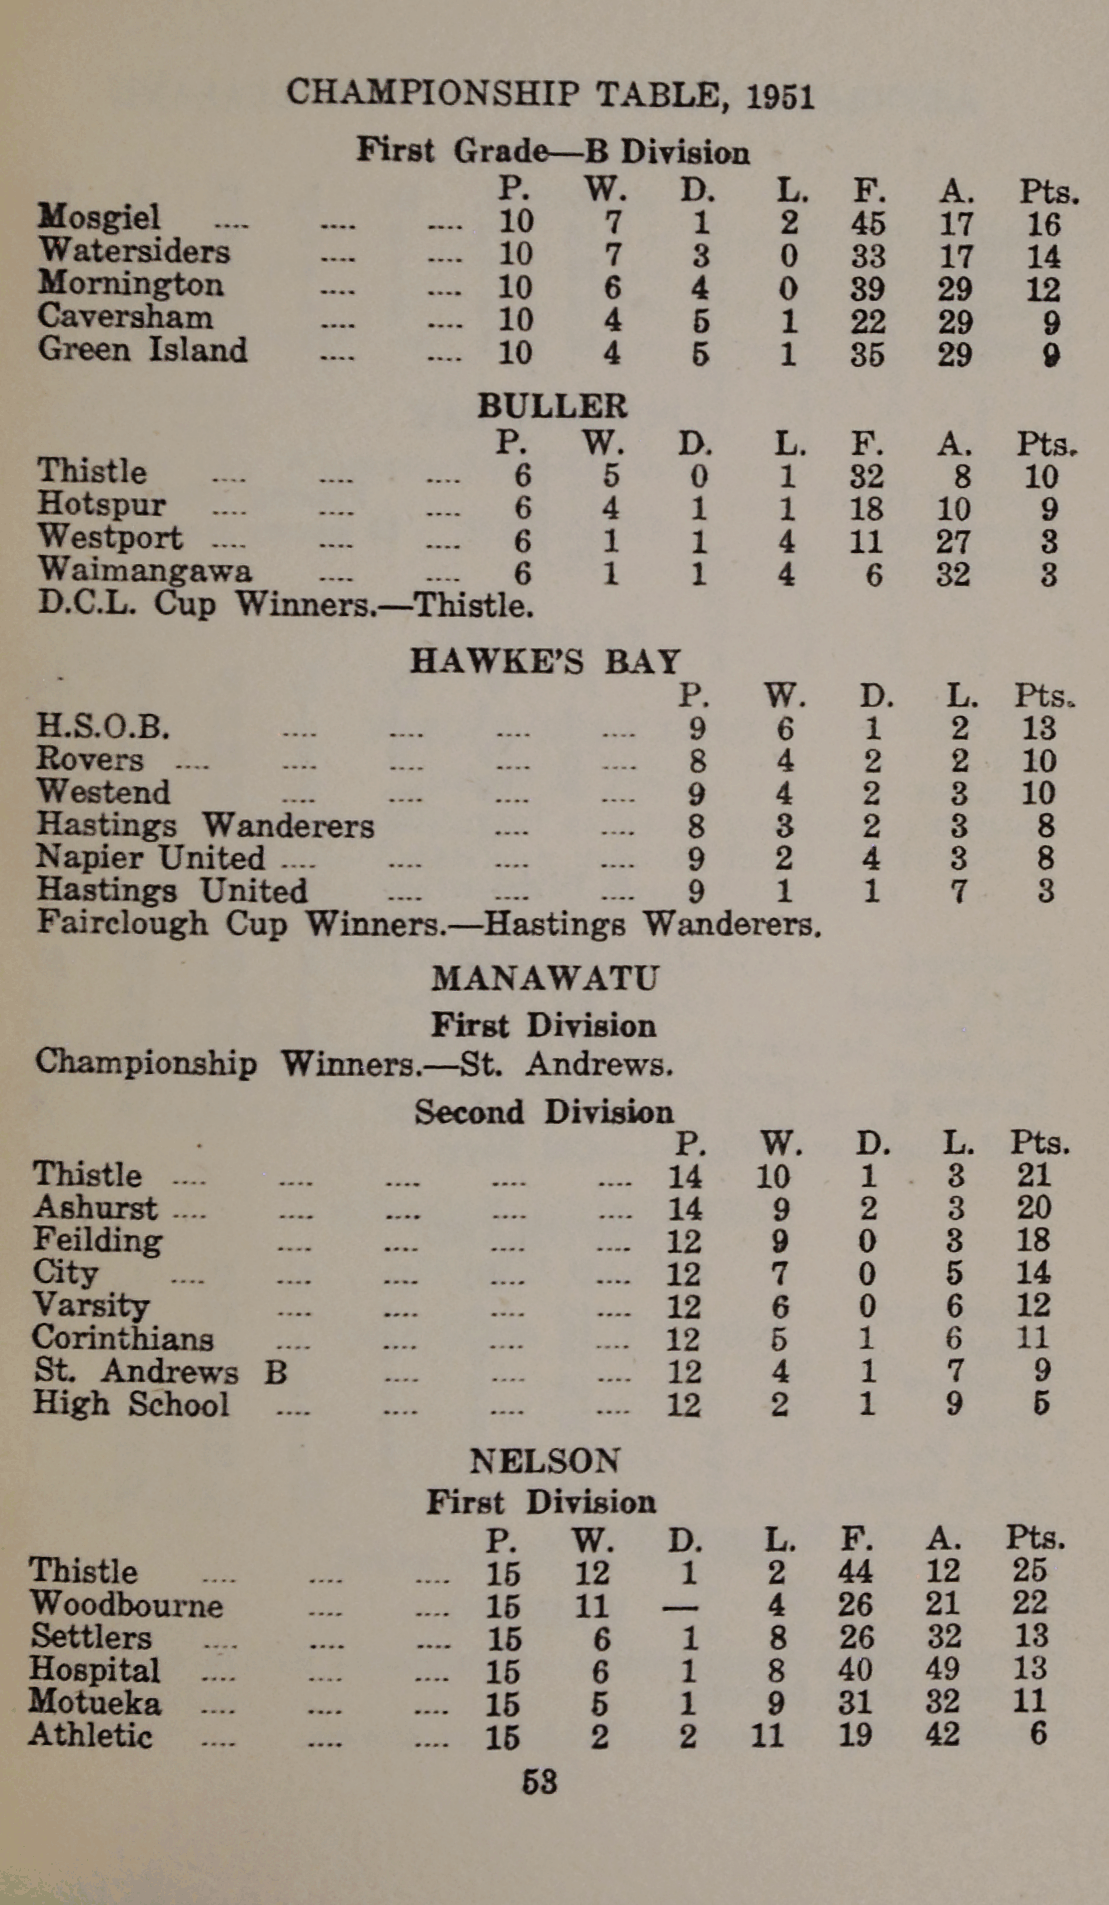 CHAMPIONSHIP TABLE, 1951
First Grade—B Division
P. W. D. L. F. A. Pts.
Mosgiel .... .... .... 10 7 1 2 45 17 16
Watersiders .... .... 10 7 3 0 33 17 14
Mornington .... .... 10 6 4 0 39 29 12
Caversham .... .... 10 4 5 1 22 29 9
Green Island .... .... 10 4 5 1 35 29 9
BULLER
P. W. D. L. F. A. Pts.
Thistle .... .... .... 6 5 0 1 32 8 10
Hotspur .... .... .... 6 4 1 1 18 10 9
Westport .... .... .... 6 1 1 4 11 27 3
Waimangawa .... .... 6 1 1 4 6 32 3
D.C.L. Cup Winners.—Thistle.
HAWKE'S BAY
P. W. D. L. Pts.
H.S.O.B. .... .... .... .... 9 6 1 2 13
Rovers .... .... .... .... .... 8 4 2 2 10
Westend .... .... .... .... 9 4 2 3 10
Hastings Wanderers .... .... 8 3 2 3 8
Napier United .... .... .... .... 9 2 4 3 8
Hastings United .... .... .... 9 1 1 7 3
Fairclough Cup Winners.—Hastings Wanderers.
MANAWATU
First Division
Championship Winners.—St. Andrews.
Second Division
P. W. D. L. Pts.
Thistle .... .... .... .... .... 14 10 1 3 21
Ashurst .... .... .... .... .... 14 9 2 3 20
Feilding .... .... .... .... 12 9 0 3 18
City .... .... .... .... .... 12 7 0 5 14
Varsity .... .... .... .... 12 6 0 6 12
Corinthians .... .... .... .... 12 5 1 6 11
St. Andrews B .... .... .... 12 4 1 7 9
High School .... .... .... .... 12 2 1 9 5
NELSON
First Division
P. W. D. L. F. A. Pts.
Thistle .... .... .... 15 12 1 2 44 12 25
Woodbourne .... .... 15 11 — 4 26 21 22
Settlers .... .... .... 15 6 1 8 26 32 13
Hospital .... .... .... 15 6 1 8 40 49 13
Motueka .... .... .... 15 5 1 9 31 32 11
Athletic .... .... .... 15 2 2 11 19 42 6
53